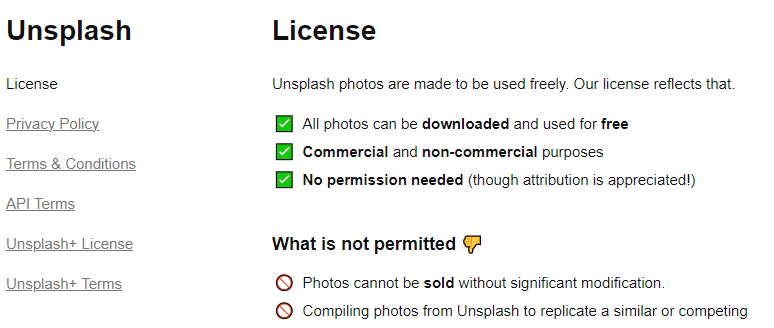 Unsplash
License
Privacy Policy
Terms & Conditions
API Terms
Unsplash+ License
Unsplash+ Terms
License
Unsplash photos are made to be used freely. Our license reflects that.
All photos can be downloaded and used for free
Commercial and non-commercial purposes
No permission needed (though attribution is appreciated!)
What is not permitted
Photos cannot be sold without significant modification.
Compiling photos from Unsplash to replicate a similar or competing